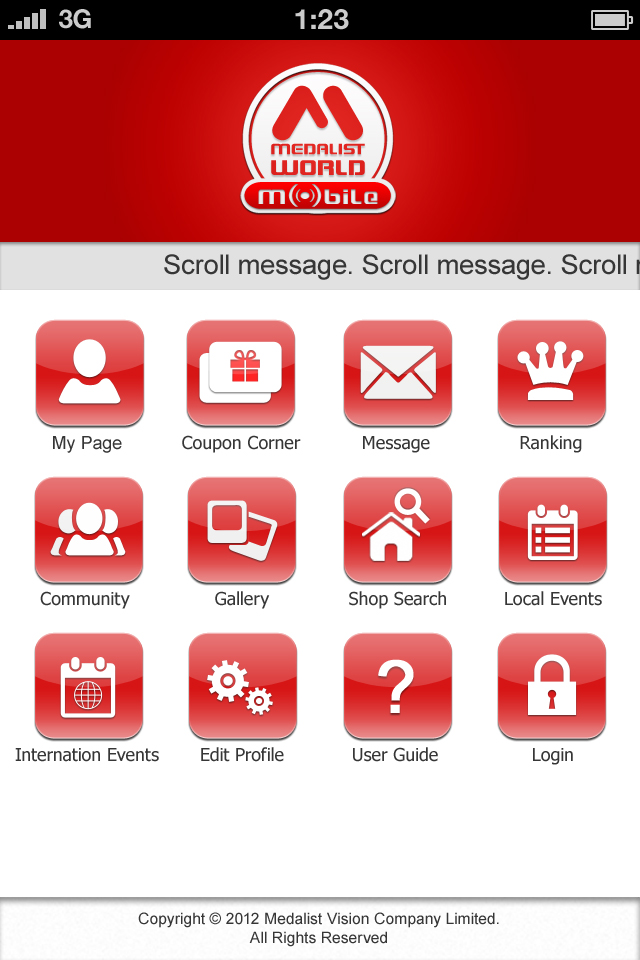 3G 1:23
MEDALIST
WORLD
mobile
Scroll message. Scroll message. Scroll
My Page Coupon Corner Message Ranking
Community Gallery Shop Search Local Events
Internation Events Edit Profile User Guide Login
Copyright © 2012 Medalist Vision Company Limited.
All Rights Reserved